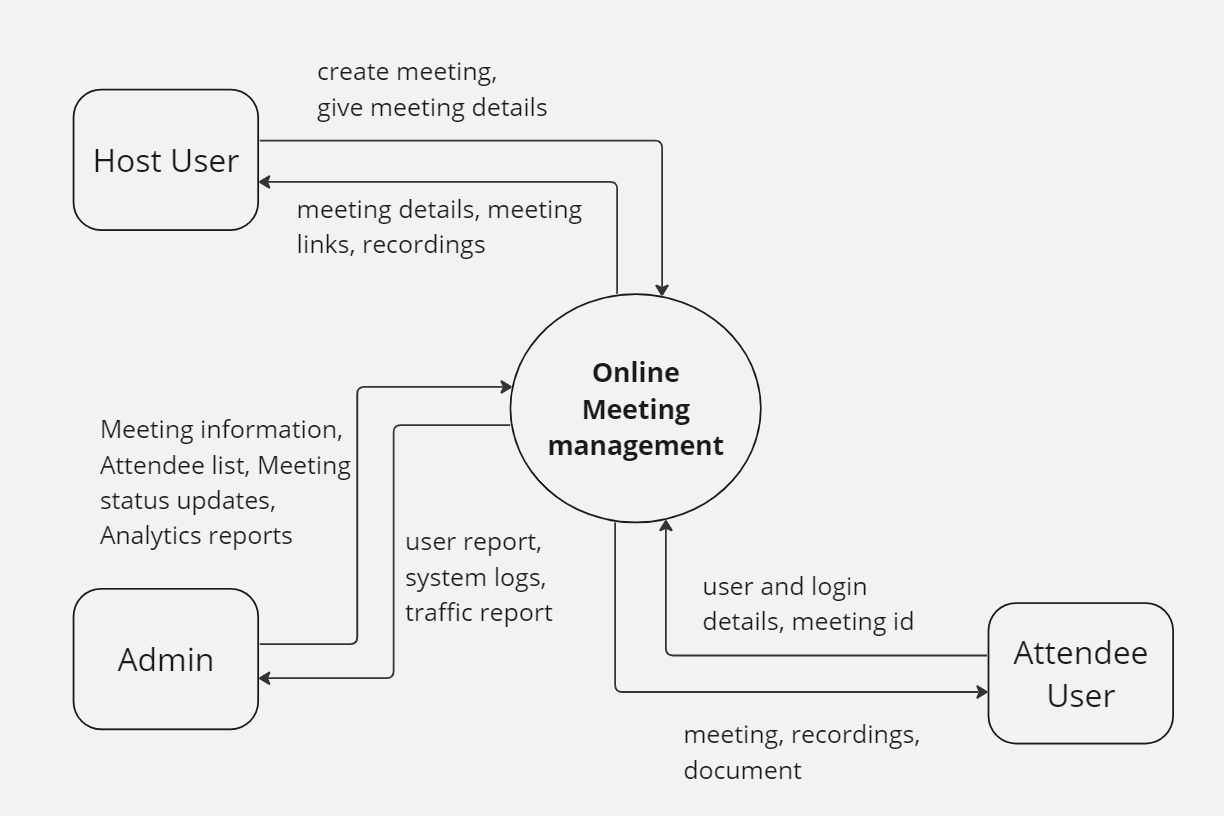 create meeting,
give meeting details
Host User
meeting details, meeting
links, recordings
Online
Meeting
management
Meeting information,
Attendee list, Meeting
status updates,
Analytics reports
user report,
system logs,
traffic report
user and login
details, meeting id
Admin
Attendee
User
meeting, recordings,
document